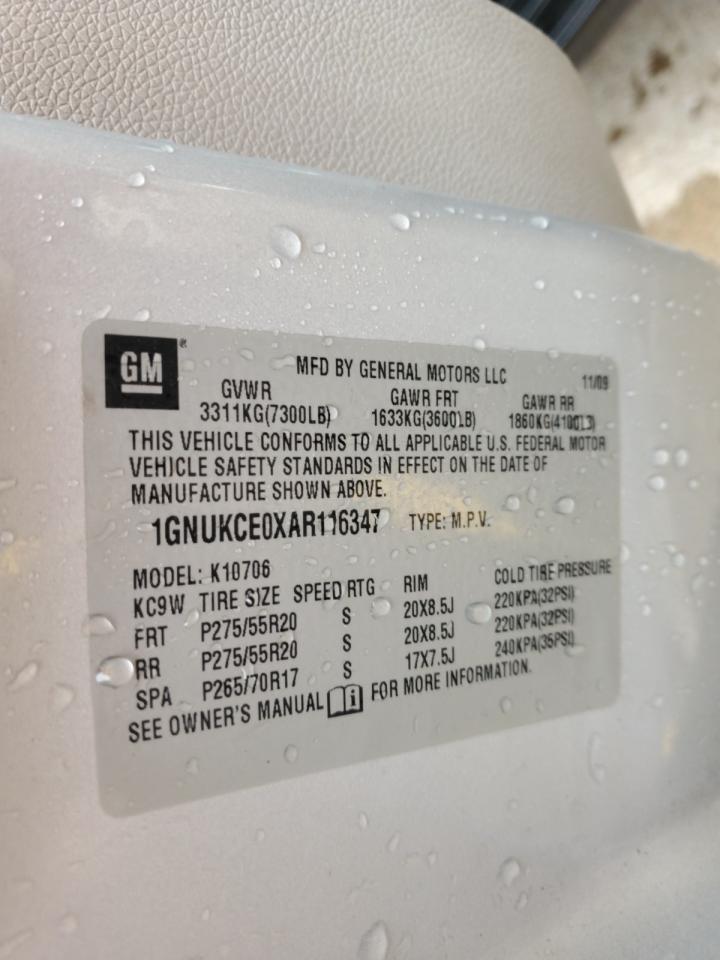 GM®
MFD BY GENERAL MOTORS LLC 11/09
GVWR GAWR FRT GAWR RR
3311KG(7300LB) 1633KG(3600LB) 1860KG(4100LB)
THIS VEHICLE CONFORMS TO ALL APPLICABLE U.S. FEDERAL MOTOR
VEHICLE SAFETY STANDARDS IN EFFECT ON THE DATE OF
MANUFACTURE SHOWN ABOVE.
1GNUKCE0XAR116347 TYPE: M.P.V.
MODEL: K10706
KC9W TIRE SIZE SPEED RTG RIM COLD TIRE PRESSURE
FRT P275/55R20 S 20X8.5J 220KPA(32PSI)
RR P275/55R20 S 20X8.5J 220KPA(32PSI)
SPA P265/70R17 S 17X7.5J 240KPA(35PSI)
SEE OWNER'S MANUAL FOR MORE INFORMATION.